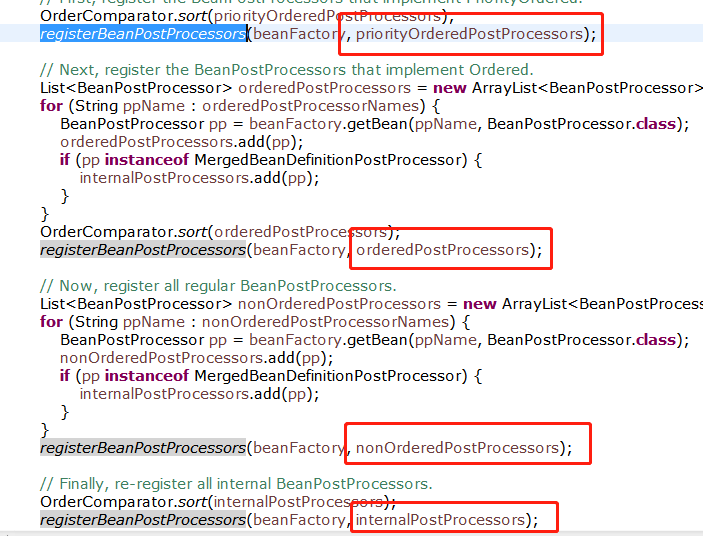 // First, register the BeanPostProcessors that implement PriorityOrdered.
OrderComparator.sort(priorityOrderedPostProcessors);
registerBeanPostProcessors(beanFactory, priorityOrderedPostProcessors);
// Next, register the BeanPostProcessors that implement Ordered.
List<BeanPostProcessor> orderedPostProcessors = new ArrayList<BeanPostProcessor>
for (String ppName : orderedPostProcessorNames) {
BeanPostProcessor pp = beanFactory.getBean(ppName, BeanPostProcessor.class);
orderedPostProcessors.add(pp);
if (pp instanceof MergedBeanDefinitionPostProcessor) {
internalPostProcessors.add(pp);
}
}
OrderComparator.sort(orderedPostProcessors);
registerBeanPostProcessors(beanFactory, orderedPostProcessors);
// Now, register all regular BeanPostProcessors.
List<BeanPostProcessor> nonOrderedPostProcessors = new ArrayList<BeanPostProcess
for (String ppName : nonOrderedPostProcessorNames) {
BeanPostProcessor pp = beanFactory.getBean(ppName, BeanPostProcessor.class);
nonOrderedPostProcessors.add(pp);
if (pp instanceof MergedBeanDefinitionPostProcessor) {
internalPostProcessors.add(pp);
}
}
registerBeanPostProcessors(beanFactory, nonOrderedPostProcessors);
// Finally, re-register all internal BeanPostProcessors.
OrderComparator.sort(internalPostProcessors);
registerBeanPostProcessors(beanFactory, internalPostProcessors);